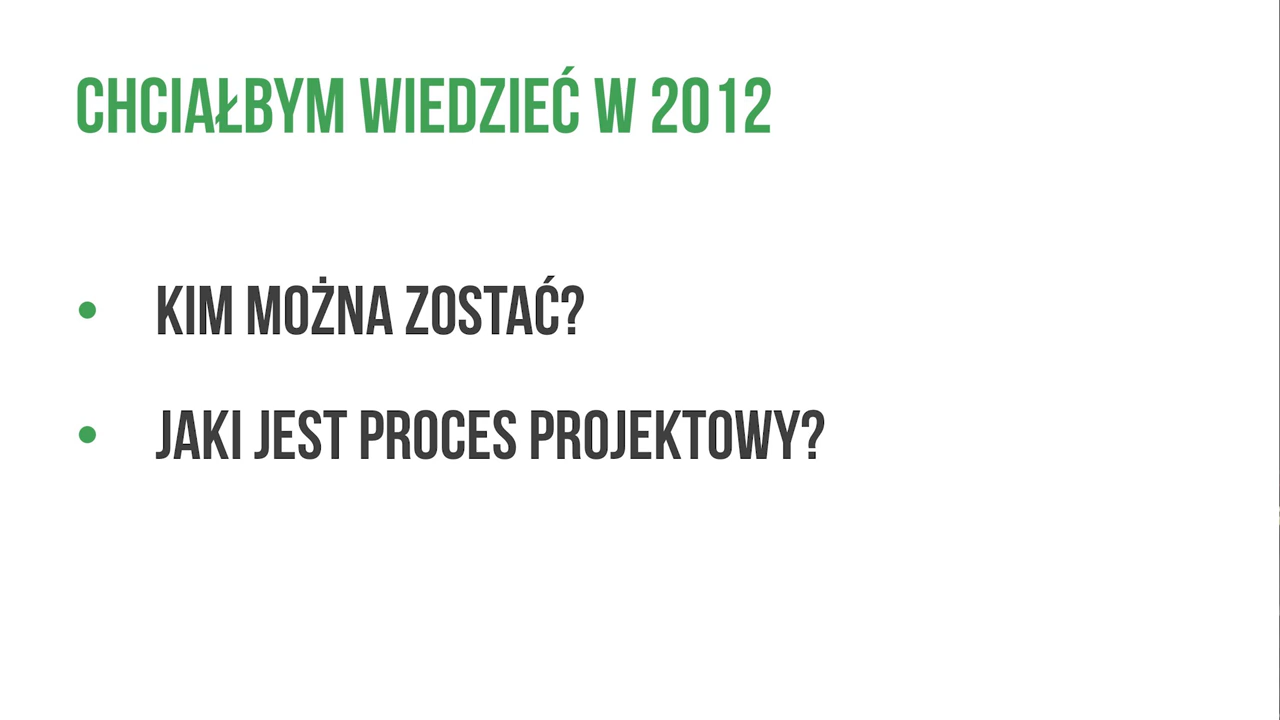 CHCIAŁBYM WIEDZIEĆ W 2012
• KIM MOŻNA ZOSTAĆ?
• JAKI JEST PROCES PROJEKTOWY?